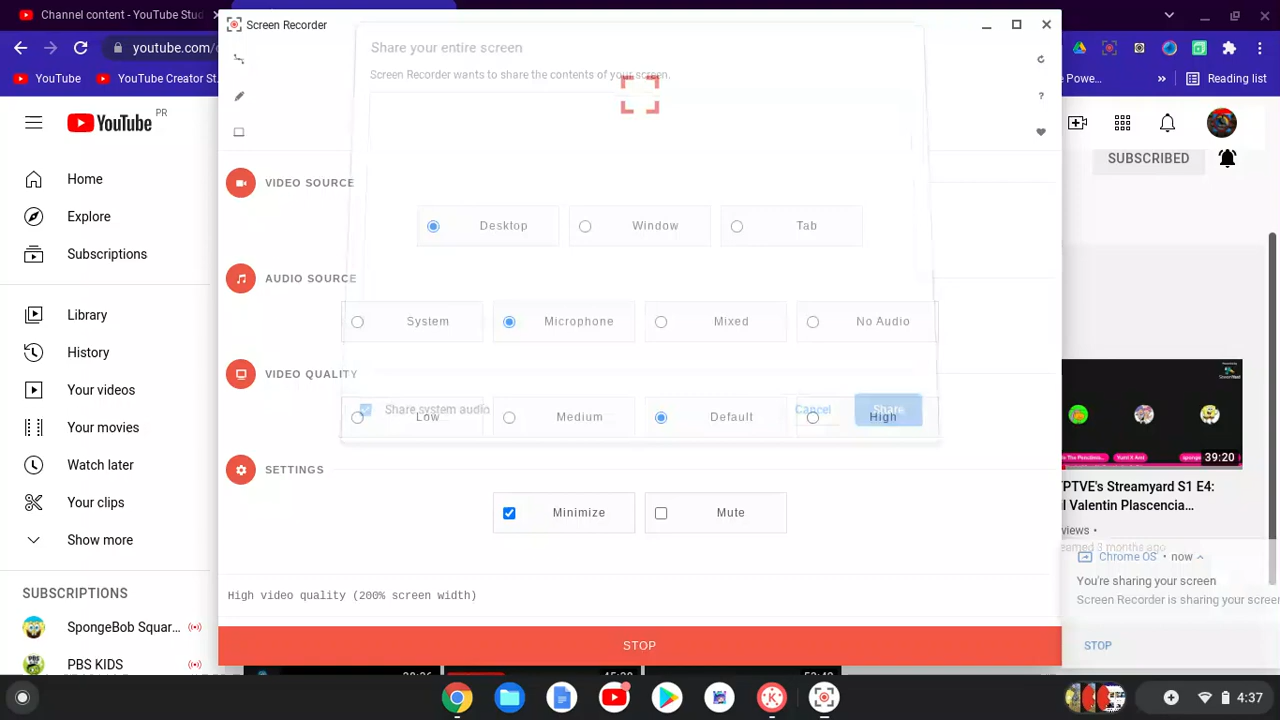 Channel content - YouTube Stud
Screen Recorder
youtube.com/c
YouTube
YouTube Creator St
Powe...
»
Reading list
Share your entire screen
Screen Recorder wants to share the contents of your screen.
YouTube PR
SUBSCRIBED
Home
Explore
Subscriptions
Library
History
Your videos
Your movies
Watch later
Your clips
Show more
SUBSCRIPTIONS
SpongeBob Squar...
PBS KIDS
VIDEO SOURCE
Desktop
Window
Tab
AUDIO SOURCE
System
Microphone
Mixed
No Audio
VIDEO QUALITY
Share system audio
Cancel
Share
Low
Medium
Default
High
SETTINGS
Minimize
Mute
High video quality (200% screen width)
STOP
39:20
PTVE's Streamyard S1 E4:
l Valentin Plascencia...
views •
eamed 3 months ago
Chrome OS • now
You're sharing your screen
Screen Recorder is sharing your screen
STOP
4:37